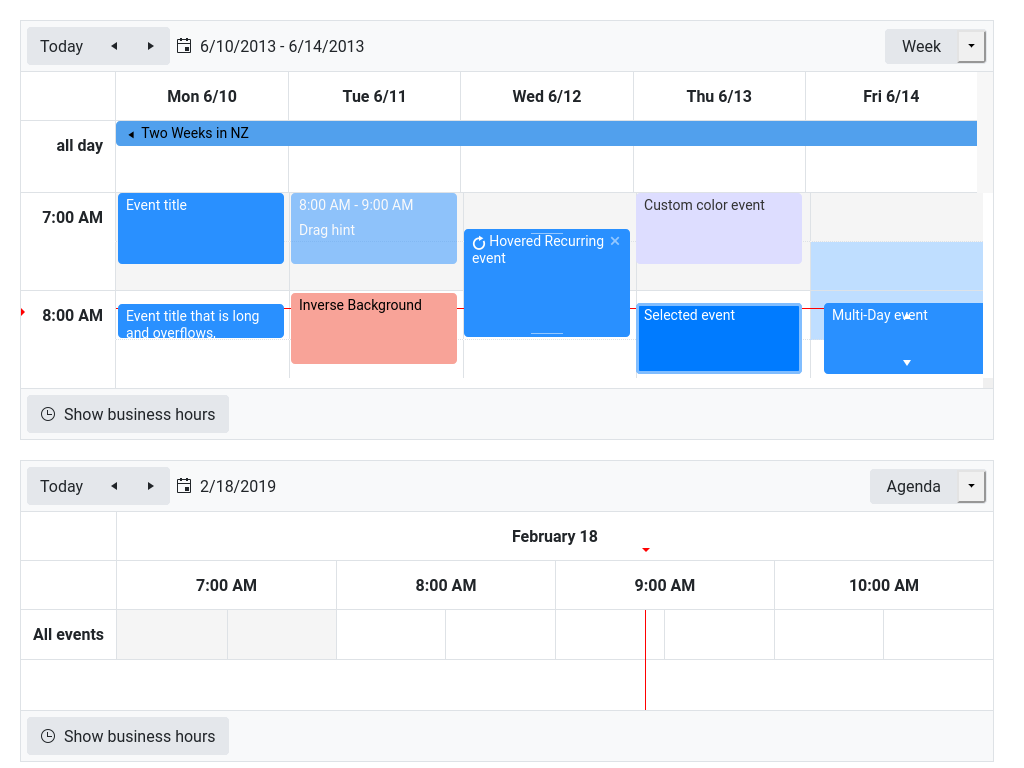 Today
6/10/2013 - 6/14/2013
Week
Mon 6/10
Tue 6/11
Wed 6/12
Thu 6/13
Fri 6/14
all day
Two Weeks in NZ
7:00 AM
Event title
8:00 AM - 9:00 AM
Drag hint
Hovered Recurring
event
Custom color event
8:00 AM
Event title that is long
and overflows.
Inverse Background
Selected event
Multi-Day event
Show business hours
Today
2/18/2019
Agenda
February 18
7:00 AM
8:00 AM
9:00 AM
10:00 AM
All events
Show business hours